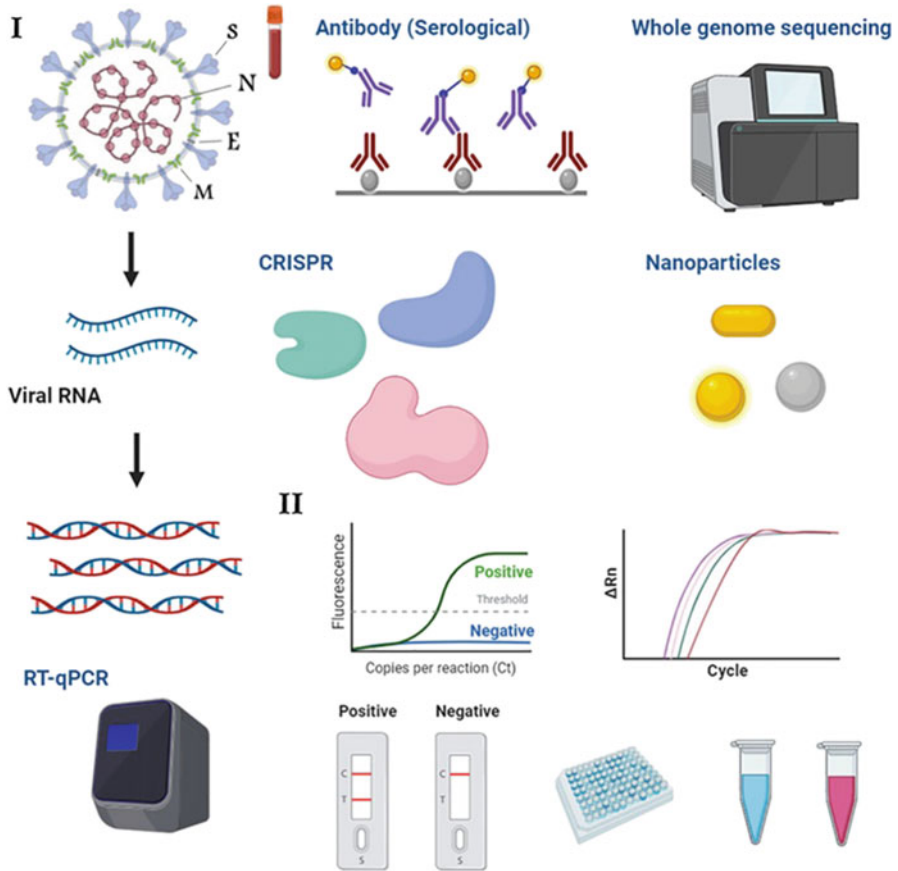 I
S
N
E
M
Antibody (Serological)
Whole genome sequencing
CRISPR
Nanoparticles
Viral RNA
RT-qPCR
II
Fluorescence
Positive
Threshold
Negative
Copies per reaction (Ct)
ΔRn
Cycle
Positive
Negative
C
T
S
C
T
S